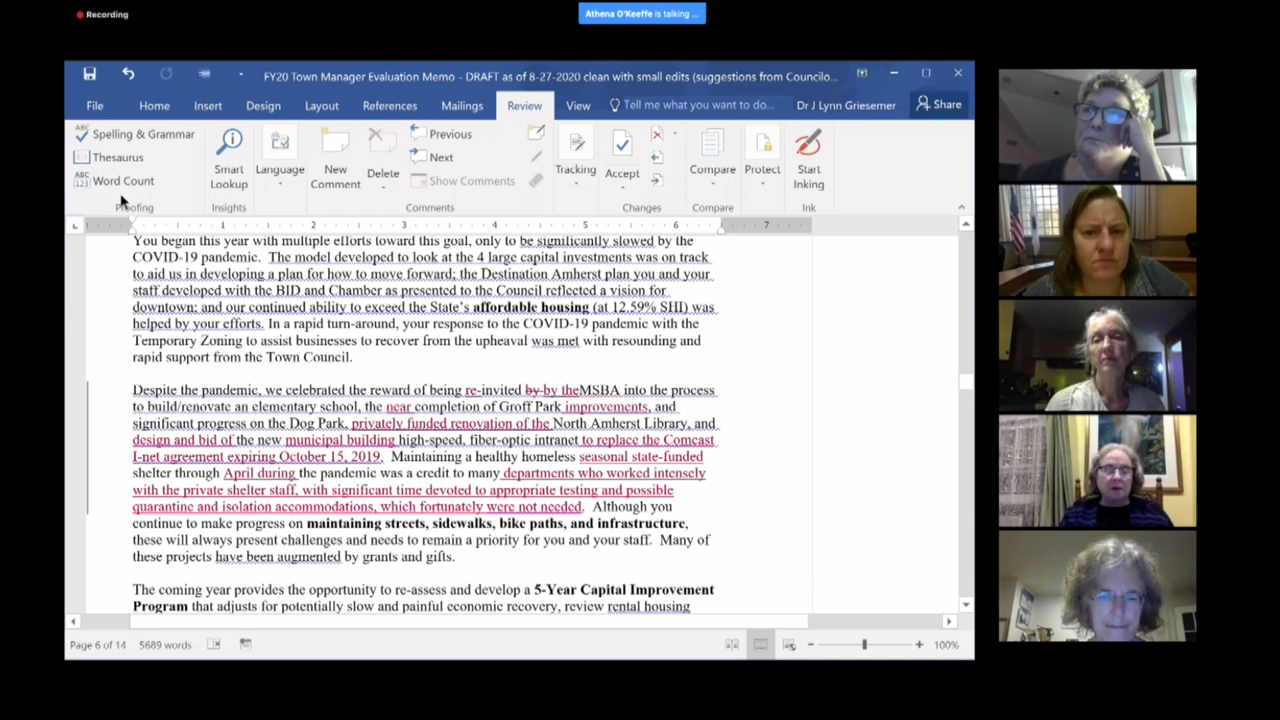 Recording
Athena O'Keeffe is talking ...
FY20 Town Manager Evaluation Memo - DRAFT as of 8-27-2020 clean with small edits (suggestions from Councilo...
File Home Insert Design Layout References Mailings Review View Tell me what you want to do... Dr J Lynn Griesemer Share
ABC Spelling & Grammar
Thesaurus
ABC 123 Word Count
Proofing
Smart Lookup
Insights
Language
New Comment
Delete
Previous
Next
Show Comments
Comments
Tracking
Accept
Changes
Compare
Compare
Protect
Start Inking
Ink
1 2 3 4 5 6 7
You began this year with multiple efforts toward this goal, only to be significantly slowed by the
COVID-19 pandemic. The model developed to look at the 4 large capital investments was on track
to aid us in developing a plan for how to move forward; the Destination Amherst plan you and your
staff developed with the BID and Chamber as presented to the Council reflected a vision for
downtown; and our continued ability to exceed the State's affordable housing (at 12.59% SHI) was
helped by your efforts. In a rapid turn-around, your response to the COVID-19 pandemic with the
Temporary Zoning to assist businesses to recover from the upheaval was met with resounding and
rapid support from the Town Council.
Despite the pandemic, we celebrated the reward of being re-invited by by theMSBA into the process
to build/renovate an elementary school, the near completion of Groff Park improvements, and
significant progress on the Dog Park, privately funded renovation of the North Amherst Library, and
design and bid of the new municipal building high-speed, fiber-optic intranet to replace the Comcast
I-net agreement expiring October 15, 2019. Maintaining a healthy homeless seasonal state-funded
shelter through April during the pandemic was a credit to many departments who worked intensely
with the private shelter staff, with significant time devoted to appropriate testing and possible
quarantine and isolation accommodations, which fortunately were not needed. Although you
continue to make progress on maintaining streets, sidewalks, bike paths, and infrastructure,
these will always present challenges and needs to remain a priority for you and your staff. Many of
these projects have been augmented by grants and gifts.
The coming year provides the opportunity to re-assess and develop a 5-Year Capital Improvement
Program that adjusts for potentially slow and painful economic recovery, review rental housing
Page 6 of 14 5689 words 100%